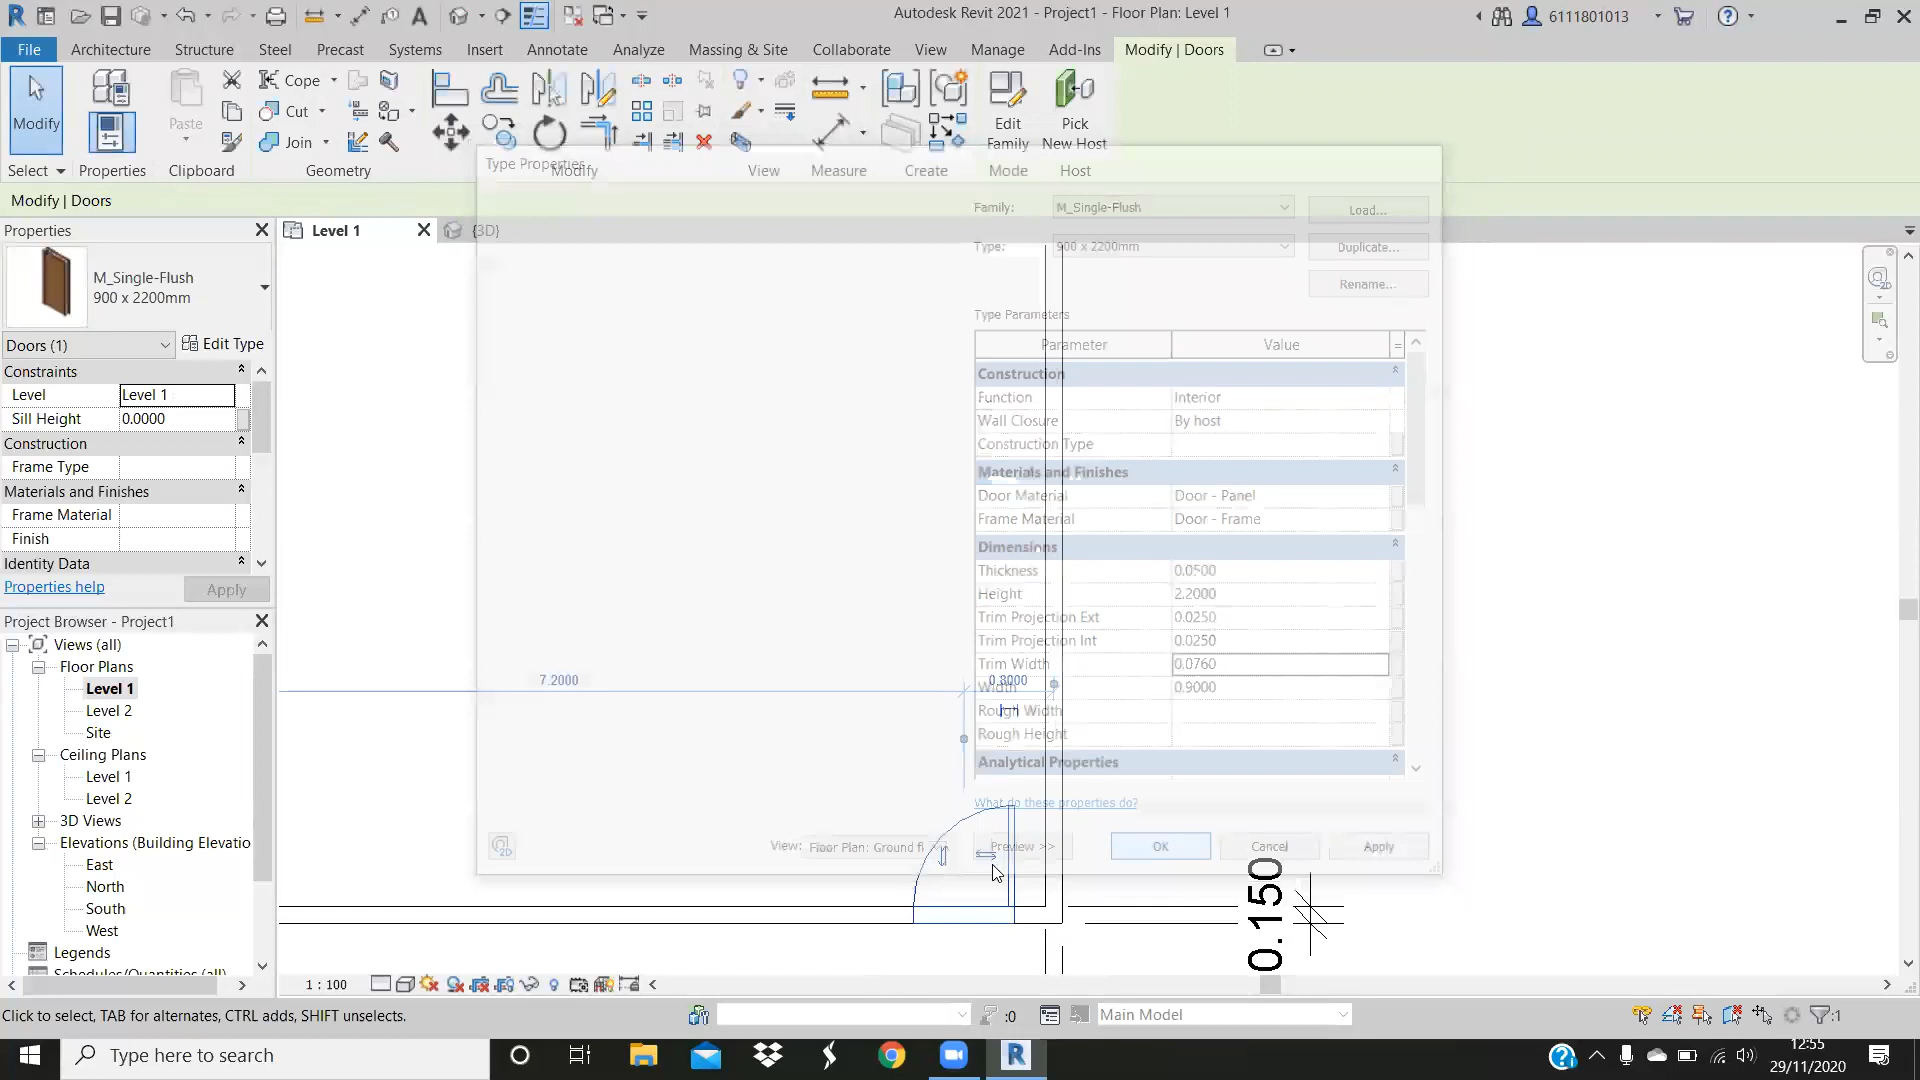 Autodesk Revit 2021 - Project1 - Floor Plan: Level 1
6111801013
File Architecture Structure Steel Precast Systems Insert Annotate Analyze Massing & Site Collaborate View Manage Add-Ins Modify | Doors
Modify
Paste
Cope
Cut
Join
Edit Family
Pick New Host
Select Properties Clipboard Geometry Modify View Measure Create Mode Host
Modify | Doors
Properties
M_Single-Flush
900 x 2200mm
Doors (1)
Edit Type
Constraints
Level Level 1
Sill Height 0.0000
Construction
Frame Type
Materials and Finishes
Frame Material
Finish
Identity Data
Properties help
Apply
Project Browser - Project1
Views (all)
Floor Plans
Level 1
Level 2
Site
Ceiling Plans
Level 1
Level 2
3D Views
Elevations (Building Elevatio
East
North
South
West
Legends
Schedules/Quantities (all)
Level 1
{3D}
Type Properties
Family: M_Single-Flush Load...
Type: 900 x 2200mm Duplicate...
Rename...
Type Parameters
Parameter Value =
Construction
Function Interior
Wall Closure By host
Construction Type
Materials and Finishes
Door Material Door - Panel
Frame Material Door - Frame
Dimensions
Thickness 0.0500
Height 2.2000
Trim Projection Ext 0.0250
Trim Projection Int 0.0250
Trim Width 0.0760
Width 0.9000
Rough Width
Rough Height
Analytical Properties
What do these properties do?
View: Floor Plan: Ground fl Preview >> OK Cancel Apply
7.2000
0.3000
0.150
1 : 100
Click to select, TAB for alternates, CTRL adds, SHIFT unselects.
:0
Main Model
:1
Type here to search
12:55
29/11/2020